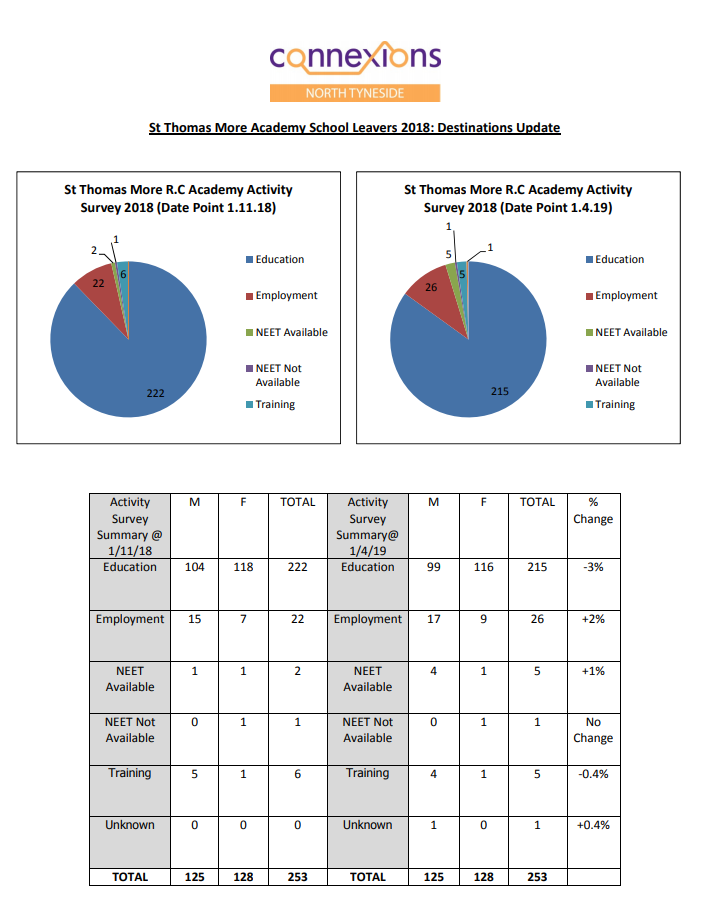 connexions
NORTH TYNESIDE
St Thomas More Academy School Leavers 2018: Destinations Update
St Thomas More R.C Academy Activity
Survey 2018 (Date Point 1.11.18)
1
2
6
22
222
Education
Employment
NEET Available
NEET Not
Available
Training
St Thomas More R.C Academy Activity
Survey 2018 (Date Point 1.4.19)
1
1
5
5
26
215
Education
Employment
NEET Available
NEET Not
Available
Training
Activity M F TOTAL Activity M F TOTAL %
Survey Survey Change
Summary @ Summary@
1/11/18 1/4/19
Education 104 118 222 Education 99 116 215 -3%
Employment 15 7 22 Employment 17 9 26 +2%
NEET 1 1 2 NEET 4 1 5 +1%
Available Available
NEET Not 0 1 1 NEET Not 0 1 1 No
Available Available Change
Training 5 1 6 Training 4 1 5 -0.4%
Unknown 0 0 0 Unknown 1 0 1 +0.4%
TOTAL 125 128 253 TOTAL 125 128 253